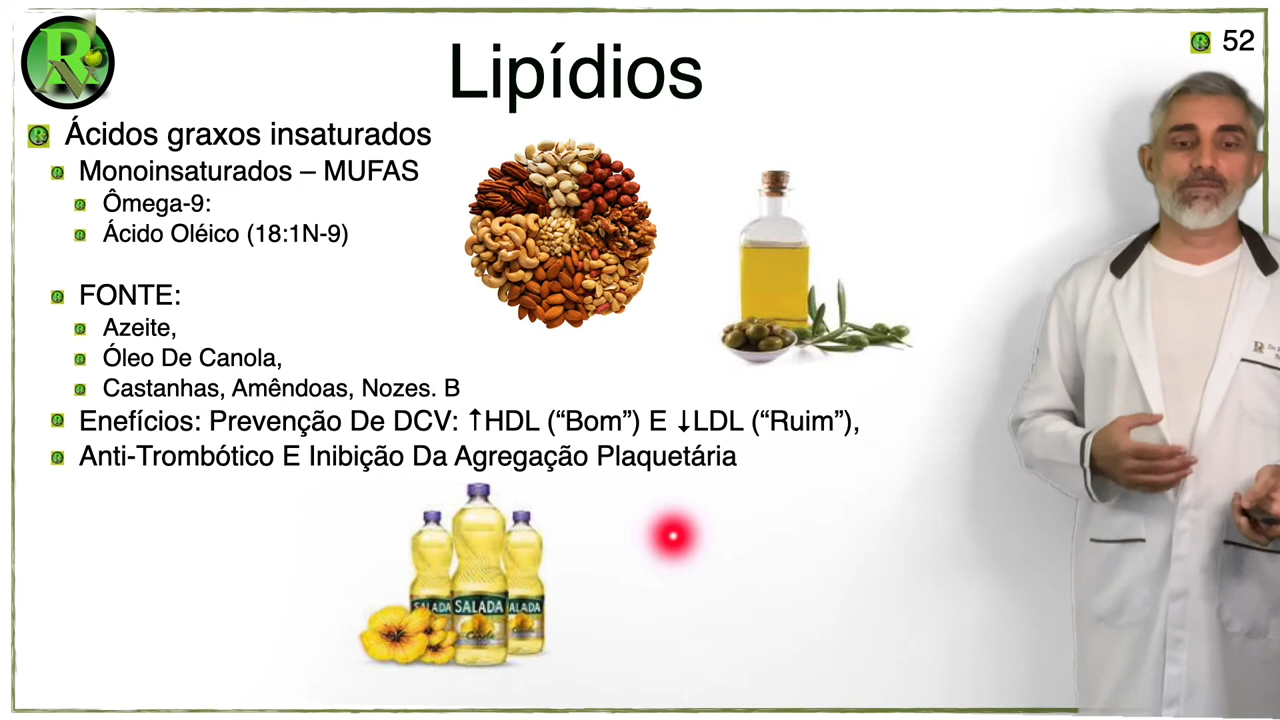 Lipídios
52
Ácidos graxos insaturados
Monoinsaturados – MUFAS
Ômega-9:
Ácido Oléico (18:1N-9)
FONTE:
Azeite,
Óleo De Canola,
Castanhas, Amêndoas, Nozes. B
Enefícios: Prevenção De DCV: ↑HDL (“Bom”) E ↓LDL (“Ruim”),
Anti-Trombótico E Inibição Da Agregação Plaquetária
SALADA SALADA SALADA
Canola